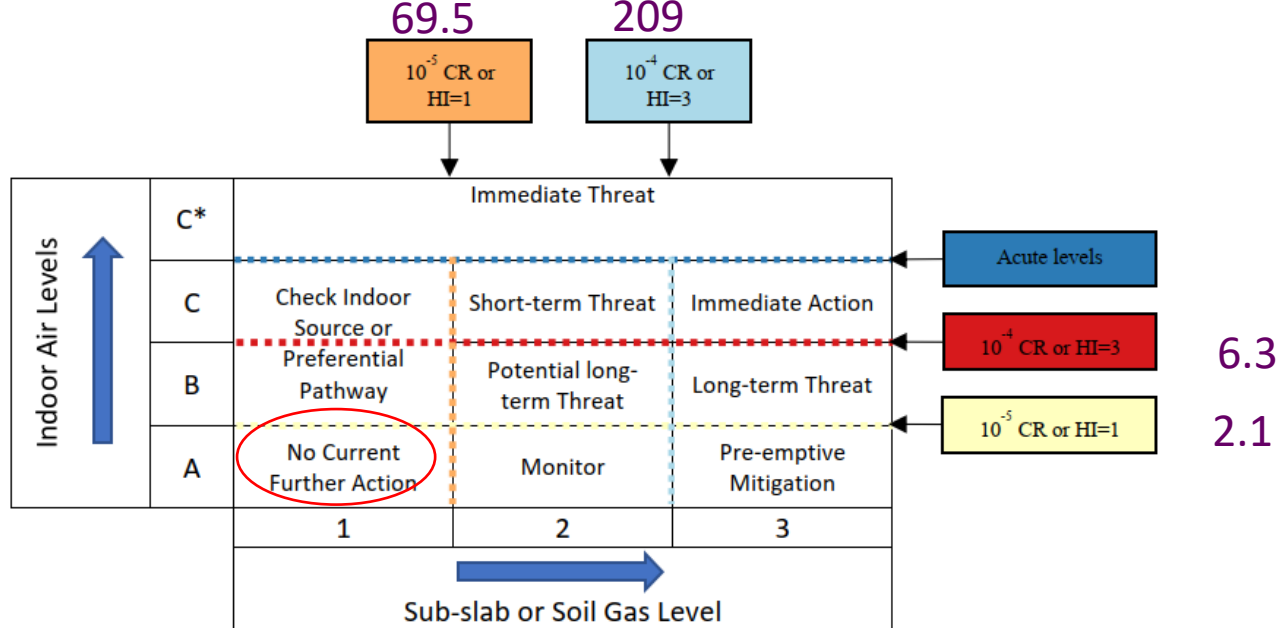 69.5
209
10⁻⁵ CR or
HI=1
10⁻⁴ CR or
HI=3
Indoor Air Levels
C*
Immediate Threat
Acute levels
C
Check Indoor
Source or
Preferential
Pathway
Short-term Threat
Immediate Action
10⁻⁴ CR or HI=3
6.3
B
Potential long-
term Threat
Long-term Threat
10⁻⁵ CR or HI=1
2.1
A
No Current
Further Action
Monitor
Pre-emptive
Mitigation
1
2
3
Sub-slab or Soil Gas Level